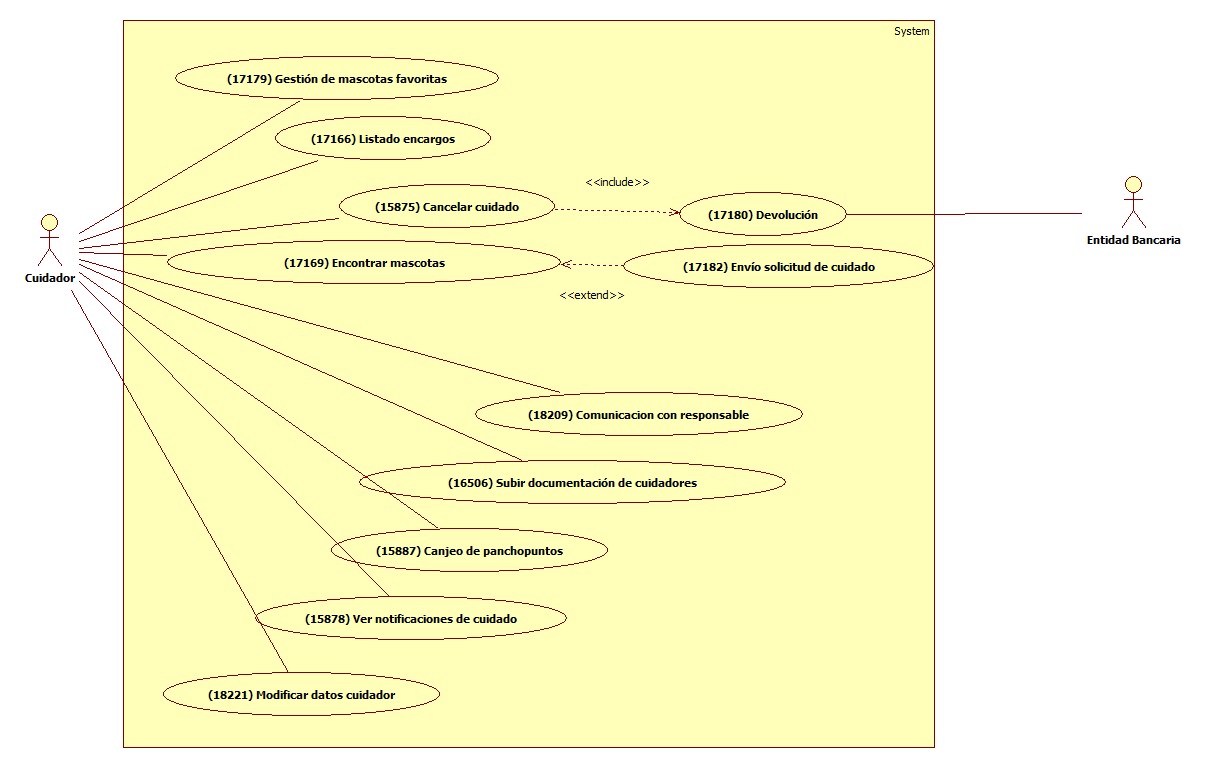 System
(17179) Gestión de mascotas favoritas
(17166) Listado encargos
<<include>>
(15875) Cancelar cuidado
(17180) Devolución
Entidad Bancaria
(17169) Encontrar mascotas
(17182) Envío solicitud de cuidado
Cuidador
<<extend>>
(18209) Comunicacion con responsable
(16506) Subir documentación de cuidadores
(15887) Canjeo de panchopuntos
(15878) Ver notificaciones de cuidado
(18221) Modificar datos cuidador